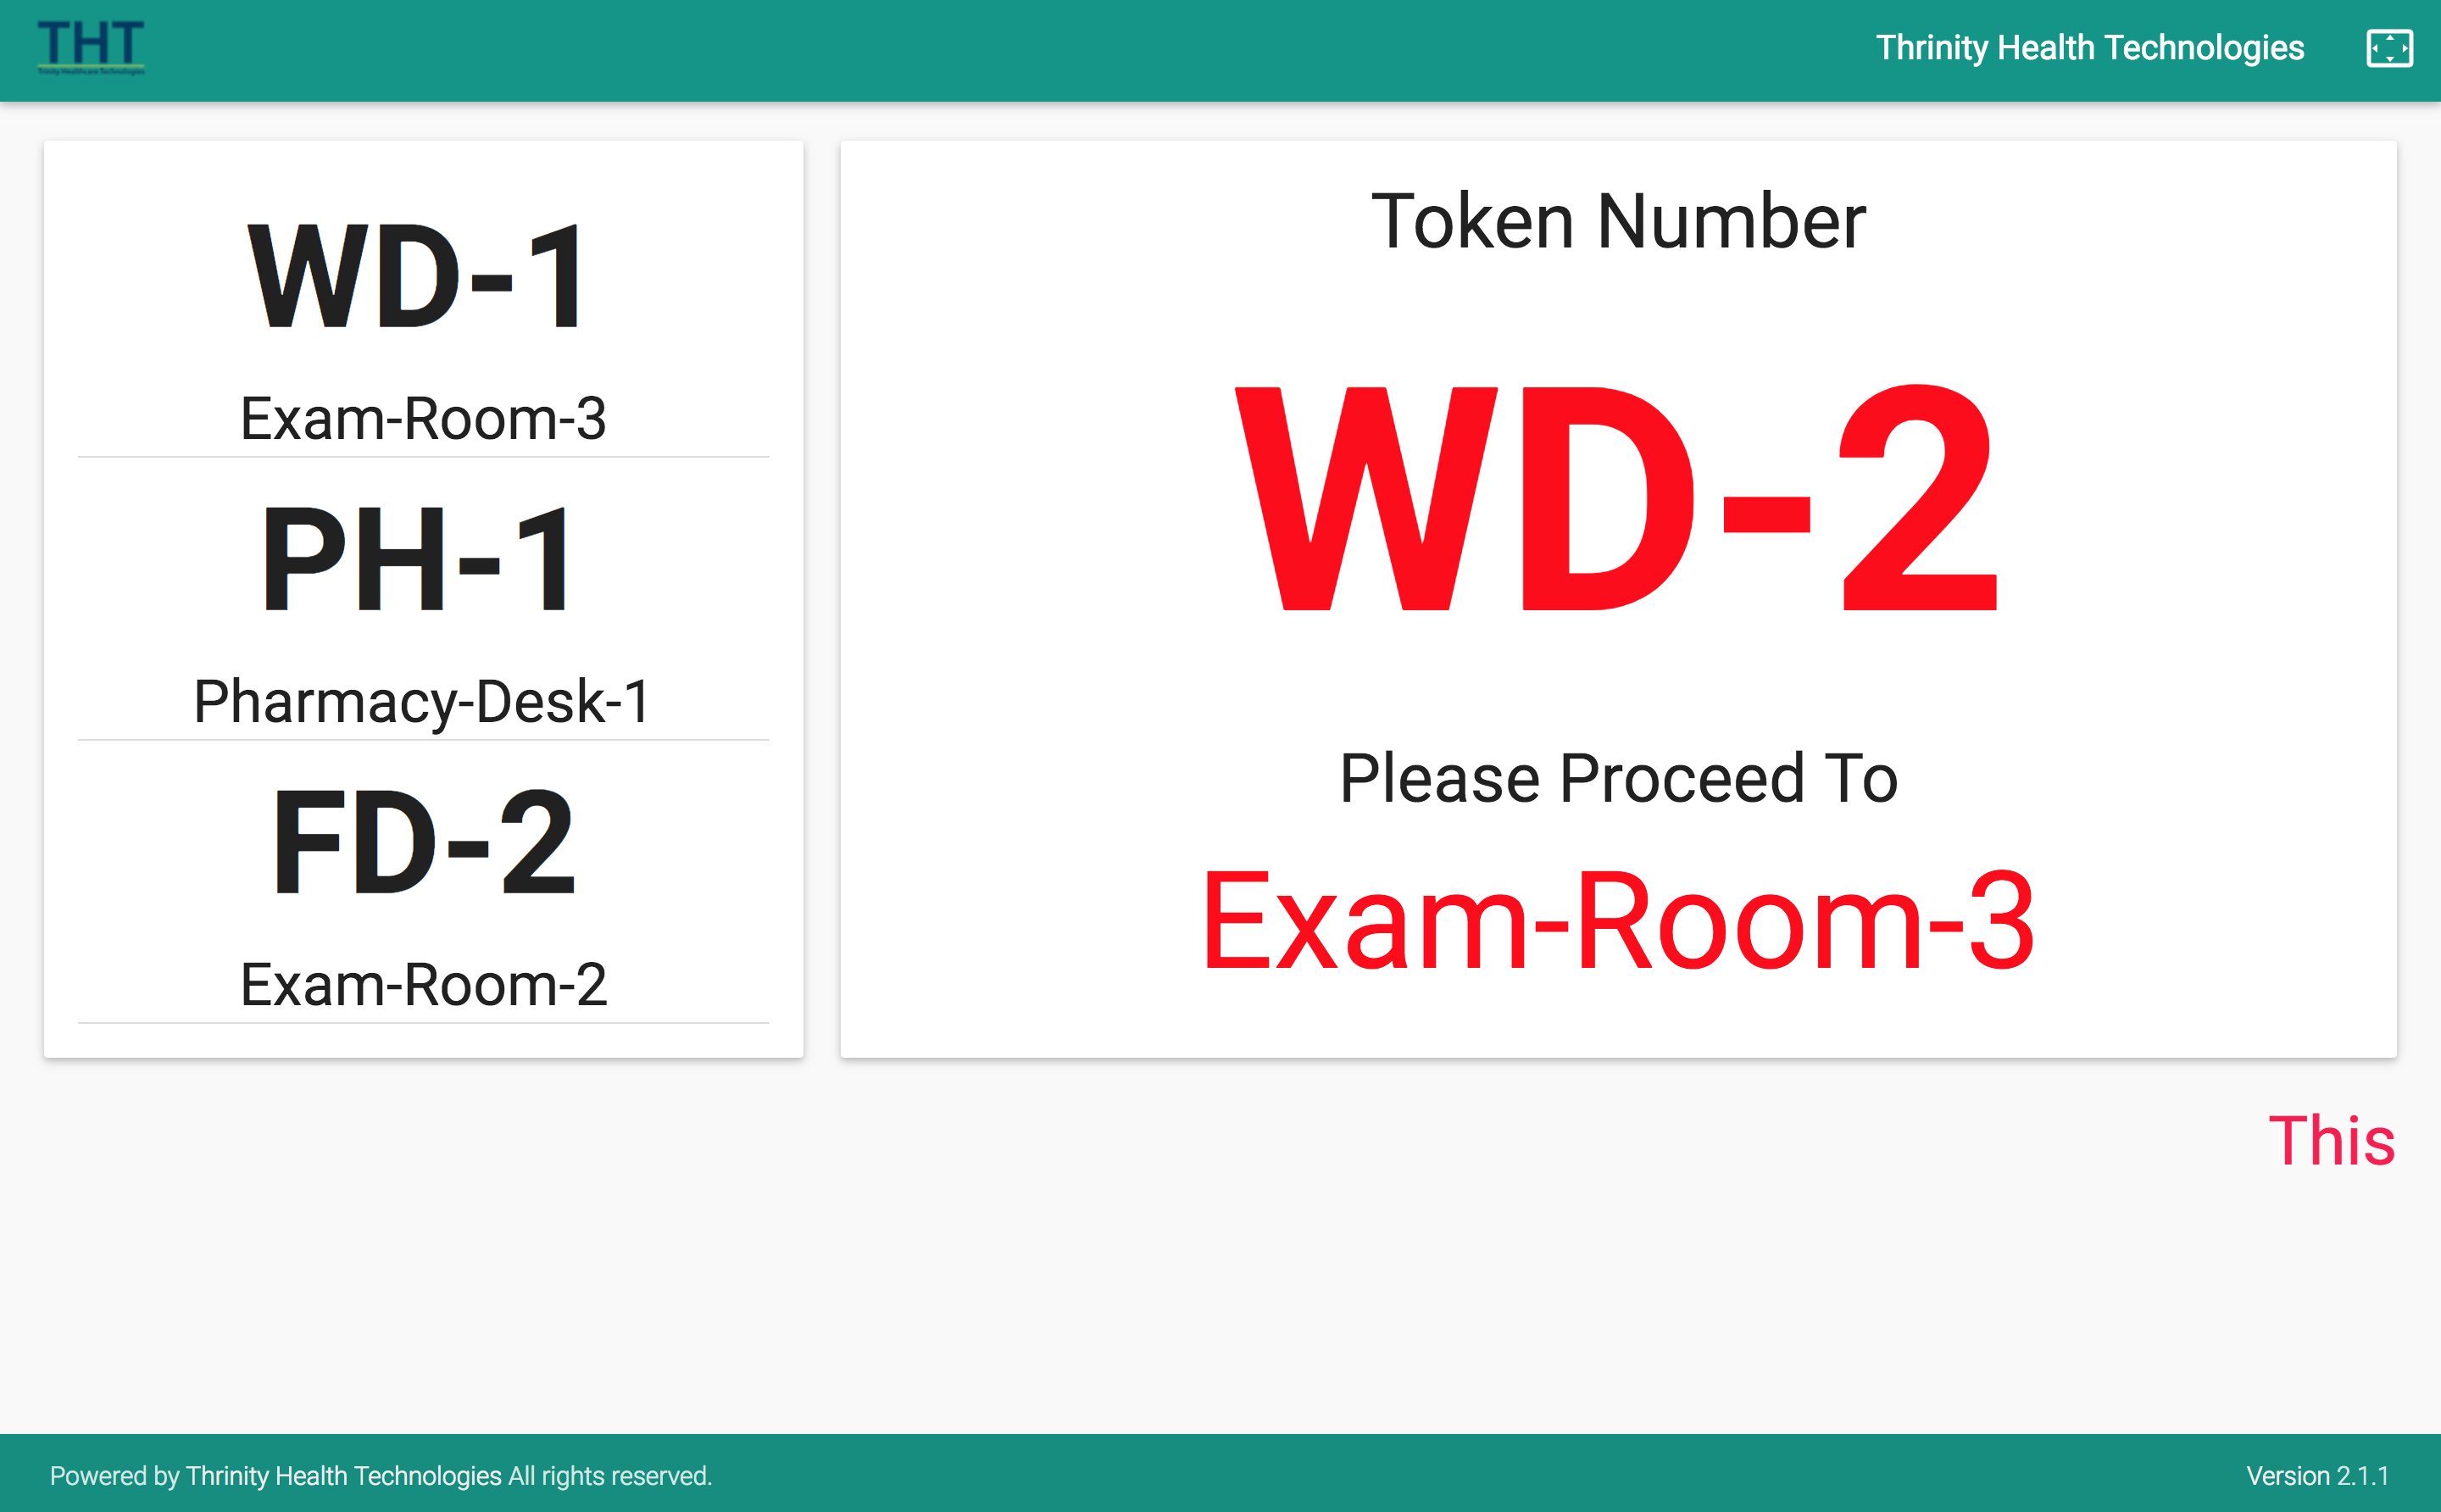 THT
Trinity Healthcare Technologies
Thrinity Health Technologies
WD-1
Exam-Room-3
PH-1
Pharmacy-Desk-1
FD-2
Exam-Room-2
Token Number
WD-2
Please Proceed To
Exam-Room-3
This
Powered by Thrinity Health Technologies All rights reserved.
Version 2.1.1